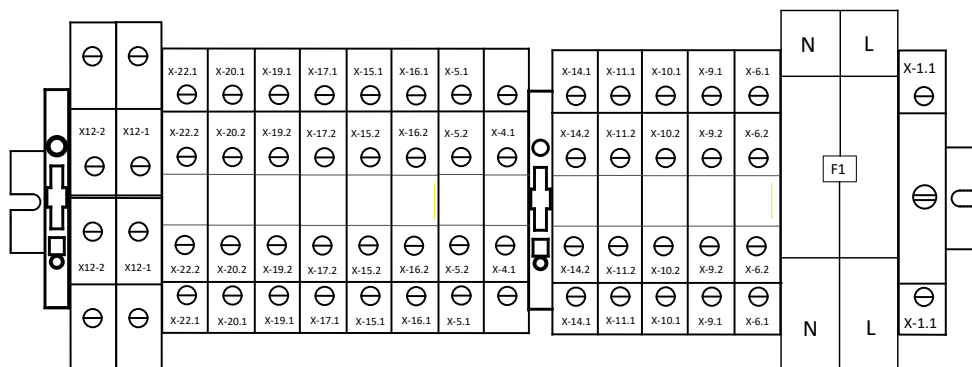 N L
X-22.1 X-20.1 X-19.1 X-17.1 X-15.1 X-16.1 X-5.1 X-14.1 X-11.1 X-10.1 X-9.1 X-6.1 X-1.1
X12-2 X12-1 X-22.2 X-20.2 X-19.2 X-17.2 X-15.2 X-16.2 X-5.2 X-4.1 X-14.2 X-11.2 X-10.2 X-9.2 X-6.2
F1
X12-2 X12-1 X-22.2 X-20.2 X-19.2 X-17.2 X-15.2 X-16.2 X-5.2 X-4.1 X-14.2 X-11.2 X-10.2 X-9.2 X-6.2
X-22.1 X-20.1 X-19.1 X-17.1 X-15.1 X-16.1 X-5.1 X-14.1 X-11.1 X-10.1 X-9.1 X-6.1 N L X-1.1